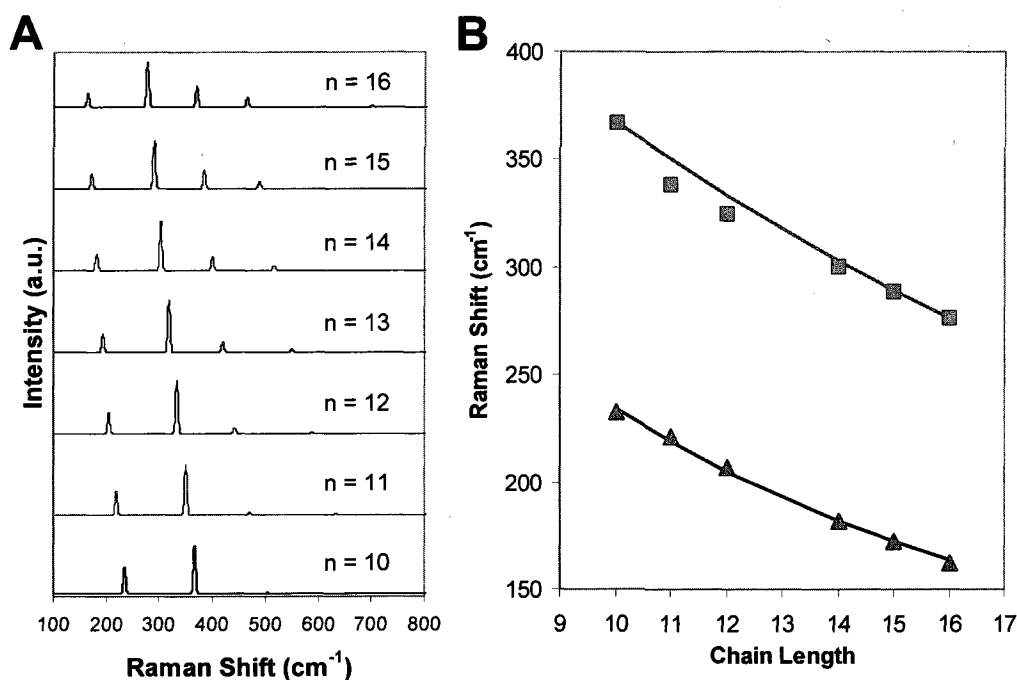 A
Intensity (a.u.)
n = 16
n = 15
n = 14
n = 13
n = 12
n = 11
n = 10
100 200 300 400 500 600 700 800
Raman Shift (cm⁻¹)
B
Raman Shift (cm⁻¹)
400
350
300
250
200
150
9 10 11 12 13 14 15 16 17
Chain Length